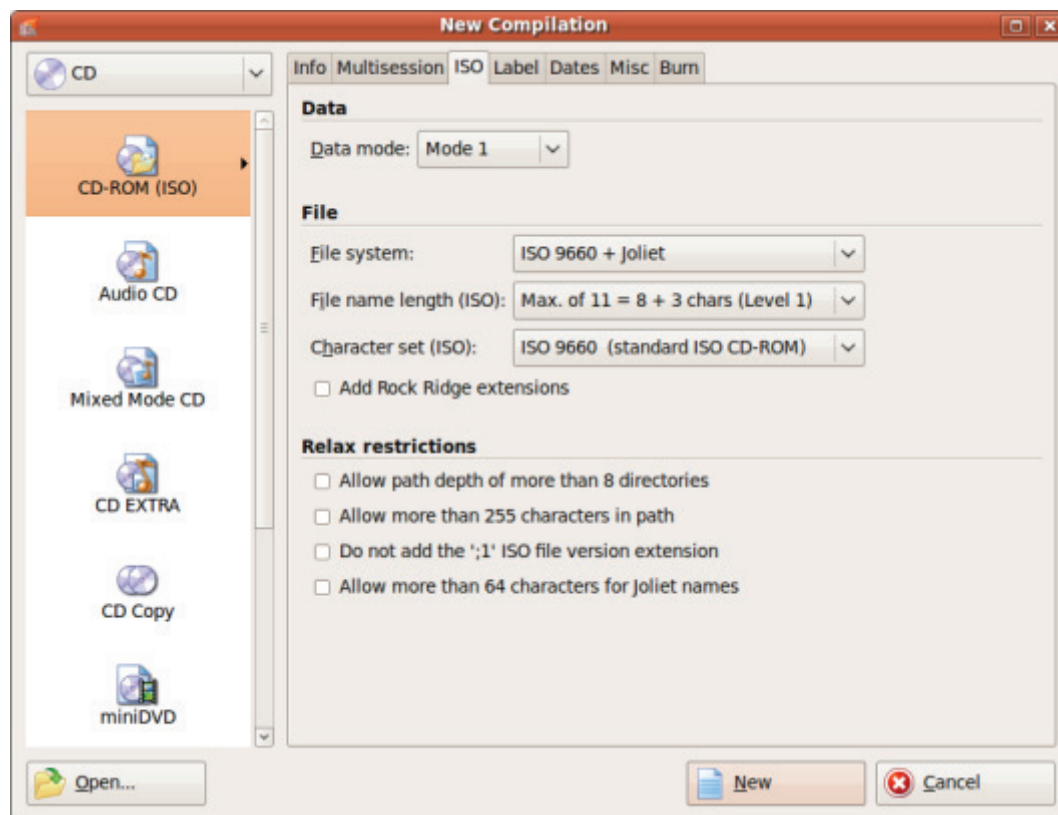 New Compilation
CD
CD-ROM (ISO)
Audio CD
Mixed Mode CD
CD EXTRA
CD Copy
miniDVD
Info Multisession ISO Label Dates Misc Burn
Data
Data mode: Mode 1
File
File system: ISO 9660 + Joliet
File name length (ISO): Max. of 11 = 8 + 3 chars (Level 1)
Character set (ISO): ISO 9660 (standard ISO CD-ROM)
Add Rock Ridge extensions
Relax restrictions
Allow path depth of more than 8 directories
Allow more than 255 characters in path
Do not add the ';1' ISO file version extension
Allow more than 64 characters for Joliet names
Open... New Cancel